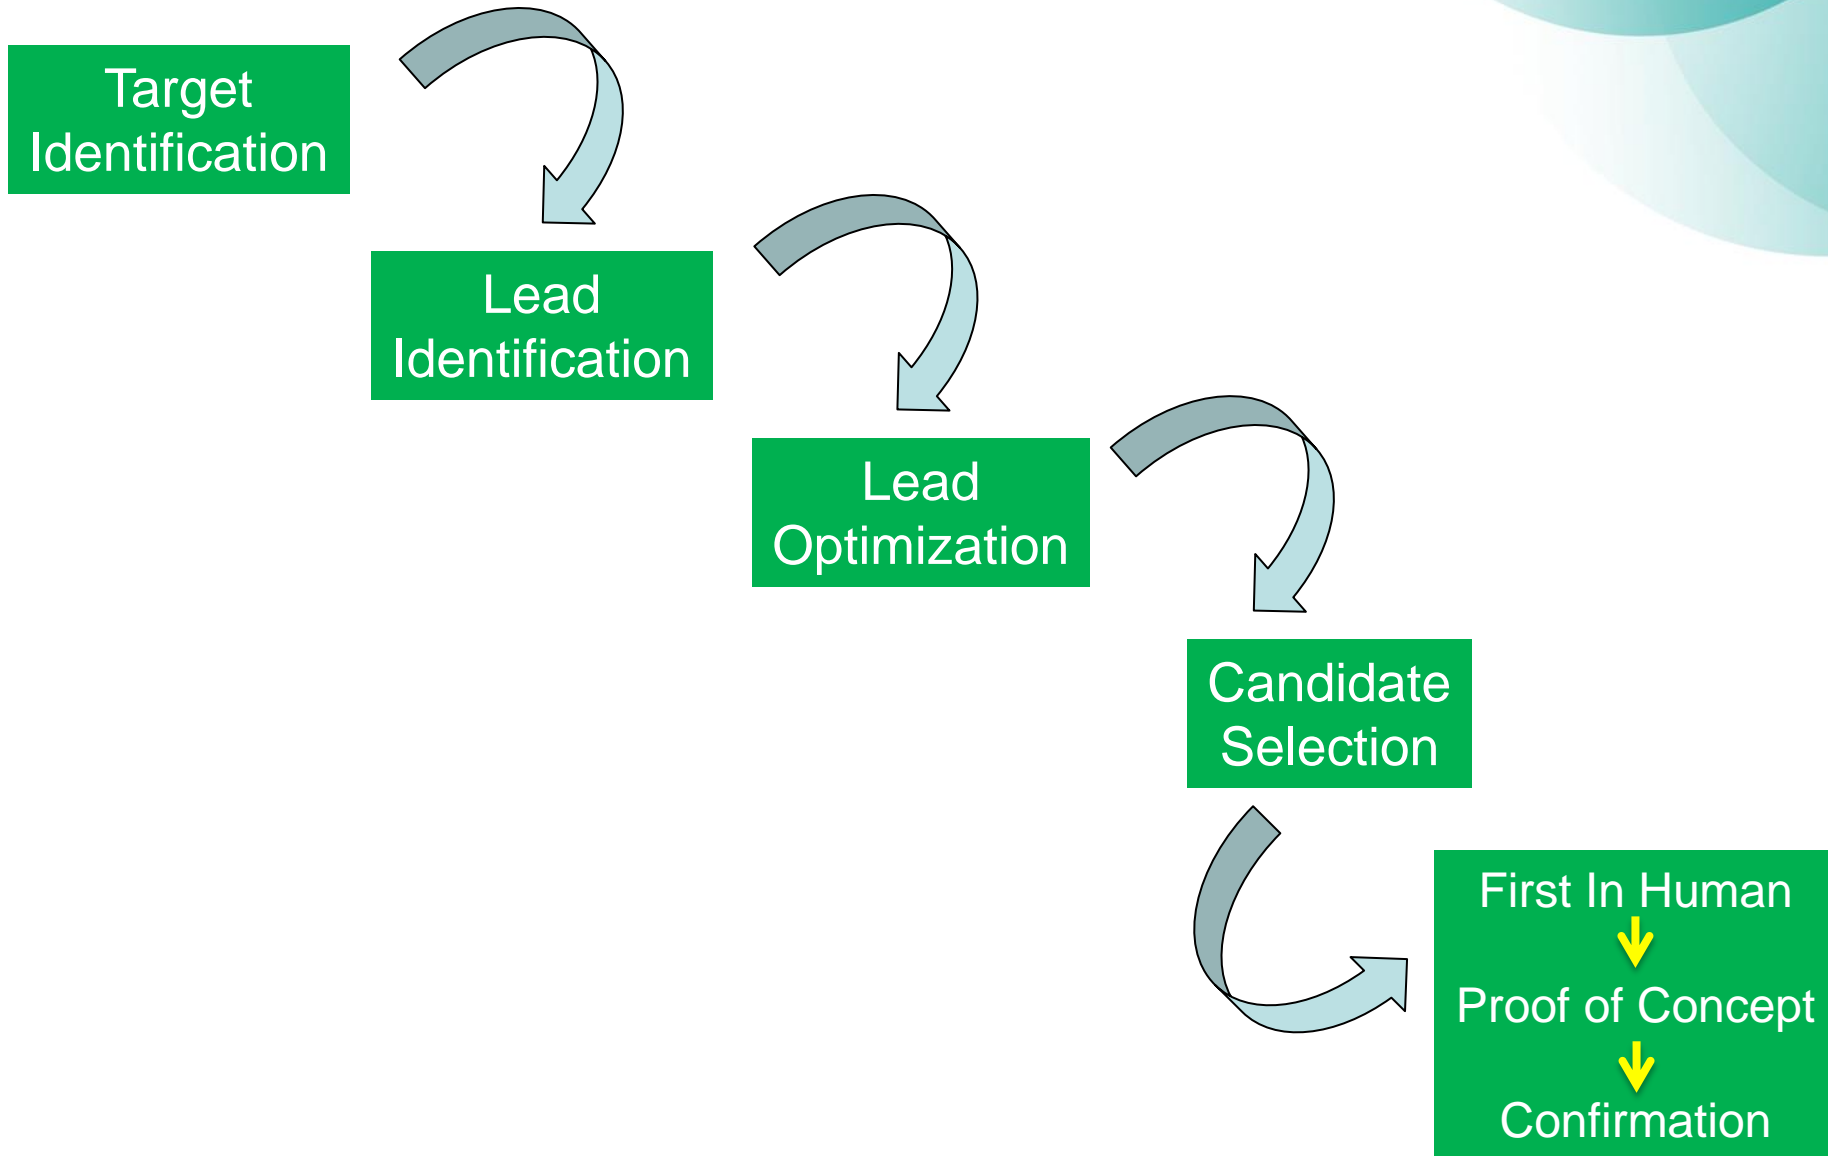 Target
Identification
Lead
Identification
Lead
Optimization
Candidate
Selection
First In Human
Proof of Concept
Confirmation